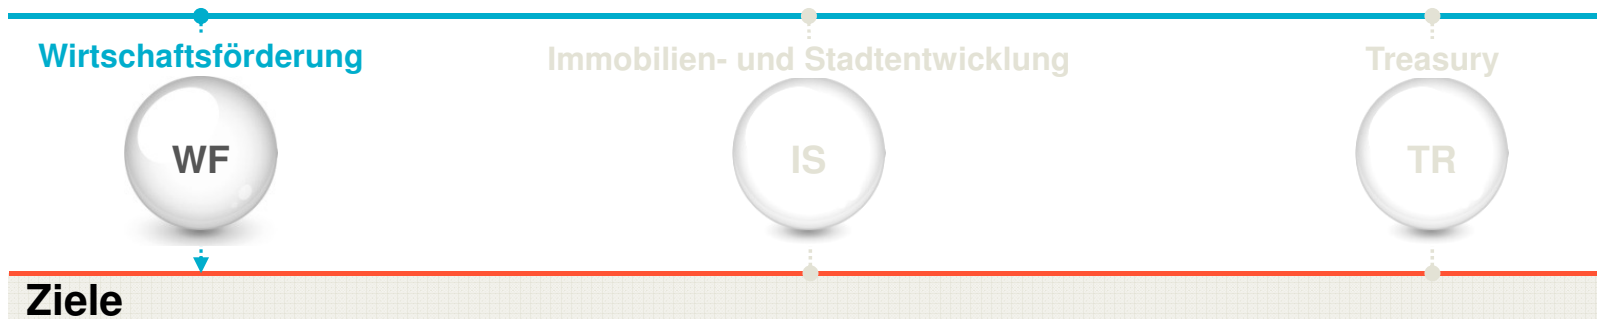 Wirtschaftsförderung
Immobilien- und Stadtentwicklung
Treasury
WF
IS
TR
Ziele